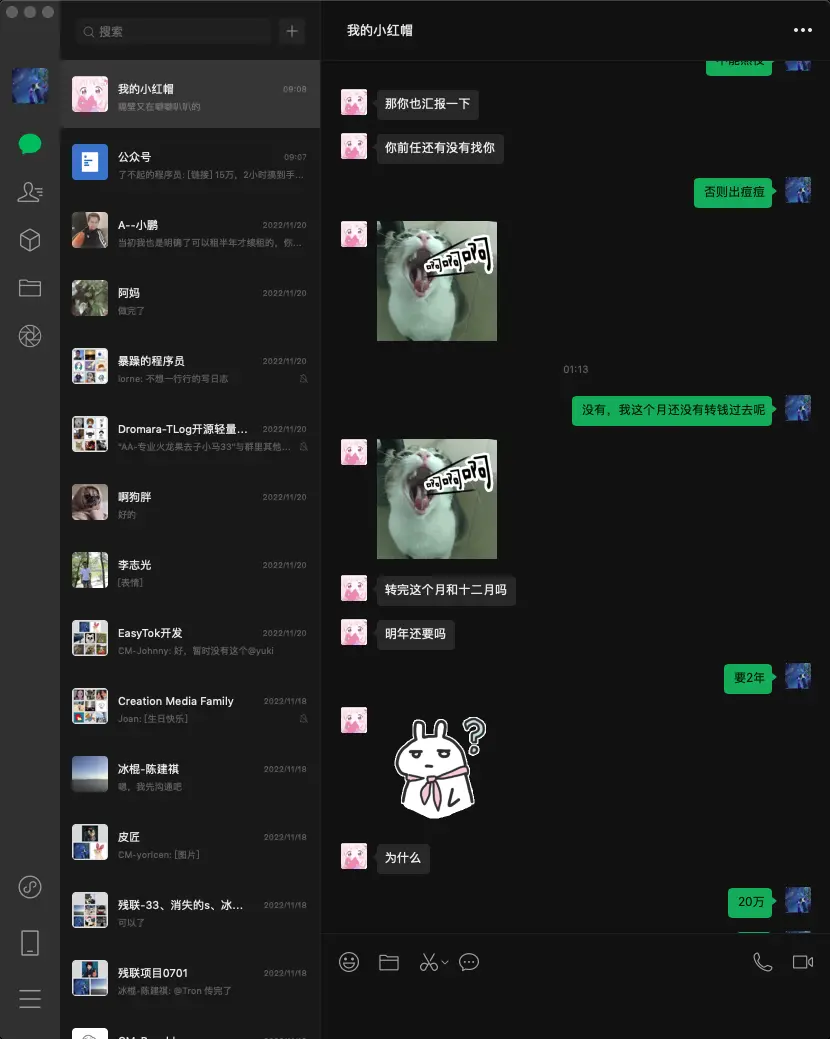 搜索
我的小红帽
09:08
隔壁又在噼噼叭叭的
公众号
09:07
了不起的程序员: [链接] 15万，2小时搞到手...
A--小鹏
2022/11/20
当初我也是明确了可以租半年才续租的，你...
阿妈
2022/11/20
做完了
暴躁的程序员
2022/11/20
lorne: 不想一行行的写日志
Dromara-TLog开源轻量...
2022/11/20
"AA-专业火龙果去子小马33"与群里其他...
啊狗胖
2022/11/20
好的
李志光
2022/11/20
[表情]
EasyTok开发
2022/11/20
CM-Johnny: 好，暂时没有这个@yuki
Creation Media Family
2022/11/18
Joan: [生日快乐]
冰棍-陈建祺
2022/11/18
嗯，我先沟通吧
皮匠
2022/11/18
CM-yoricen: [图片]
残联-33、消失的s、冰...
2022/11/18
可以了
残联项目0701
2022/11/18
冰棍-陈建祺: @Tron 传完了
我的小红帽
不能熬夜
那你也汇报一下
你前任还有没有找你
否则出痘痘
啊啊啊
01:13
没有，我这个月还没有转钱过去呢
啊啊啊
转完这个月和十二月吗
明年还要吗
要2年
?
为什么
20万